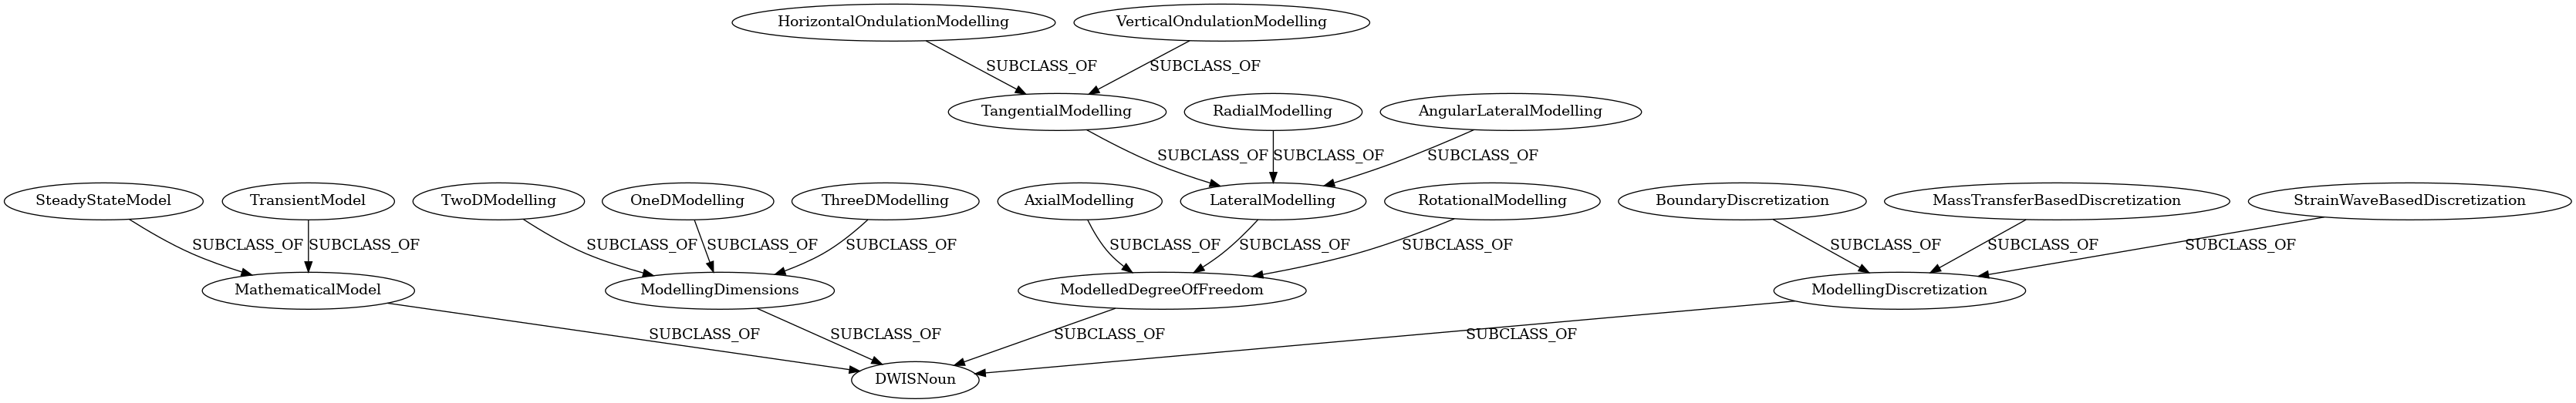 HorizontalOndulationModelling
VerticalOndulationModelling
SUBCLASS_OF
SUBCLASS_OF
TangentialModelling
RadialModelling
AngularLateralModelling
SUBCLASS_OF
SUBCLASS_OF
SUBCLASS_OF
SteadyStateModel
TransientModel
TwoDModelling
OneDModelling
ThreeDModelling
AxialModelling
LateralModelling
RotationalModelling
BoundaryDiscretization
MassTransferBasedDiscretization
StrainWaveBasedDiscretization
SUBCLASS_OF
SUBCLASS_OF
SUBCLASS_OF
SUBCLASS_OF
SUBCLASS_OF
SUBCLASS_OF
SUBCLASS_OF
SUBCLASS_OF
SUBCLASS_OF
SUBCLASS_OF
SUBCLASS_OF
MathematicalModel
ModellingDimensions
ModelledDegreeOfFreedom
ModellingDiscretization
SUBCLASS_OF
SUBCLASS_OF
SUBCLASS_OF
SUBCLASS_OF
DWISNoun